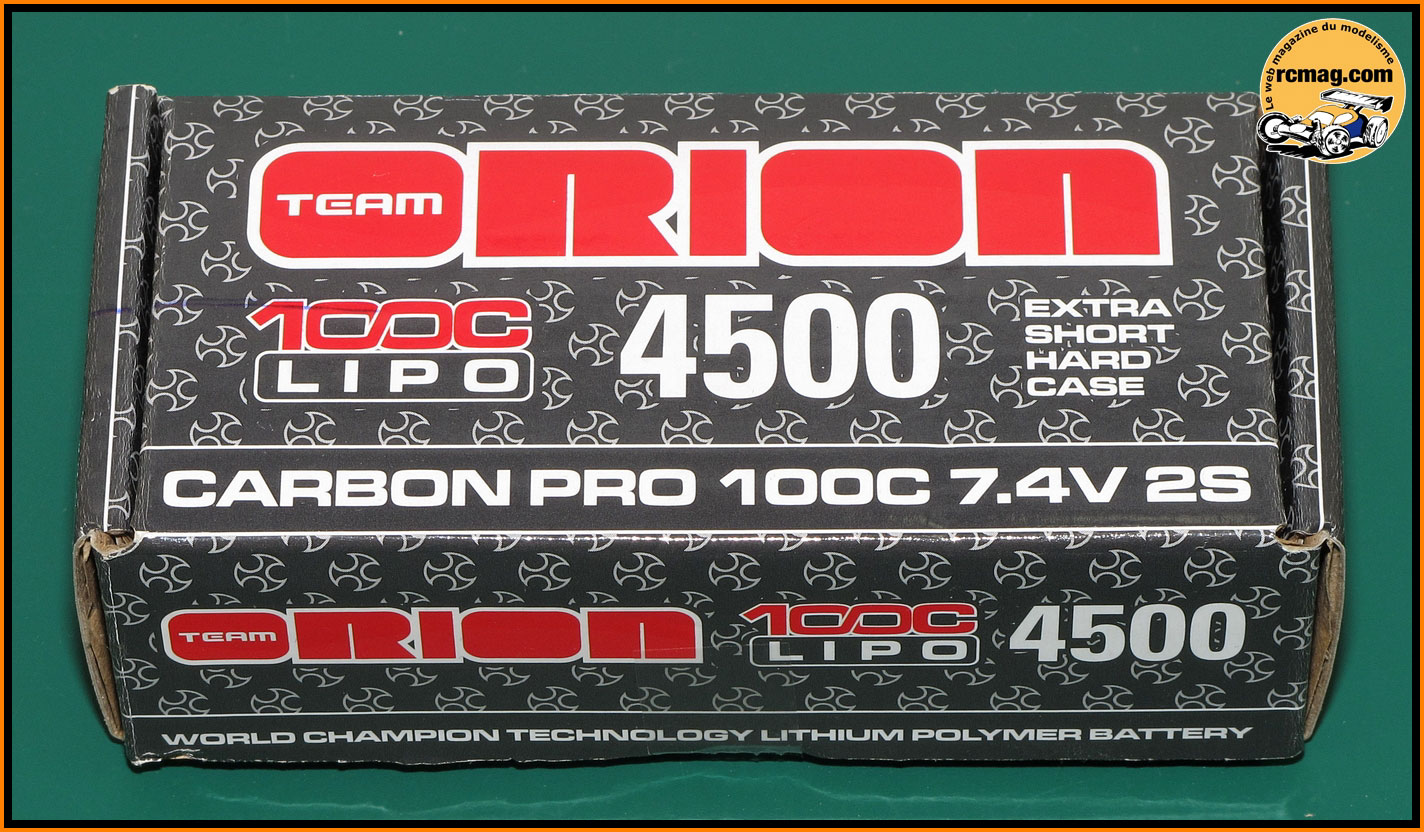 Le web magazine du modelisme
rcmag.com
TEAM ORION
100C
LIPO
4500
EXTRA
SHORT
HARD
CASE
CARBON PRO 100C 7.4V 2S
TEAM ORION
100C
LIPO
4500
WORLD CHAMPION TECHNOLOGY LITHIUM POLYMER BATTERY